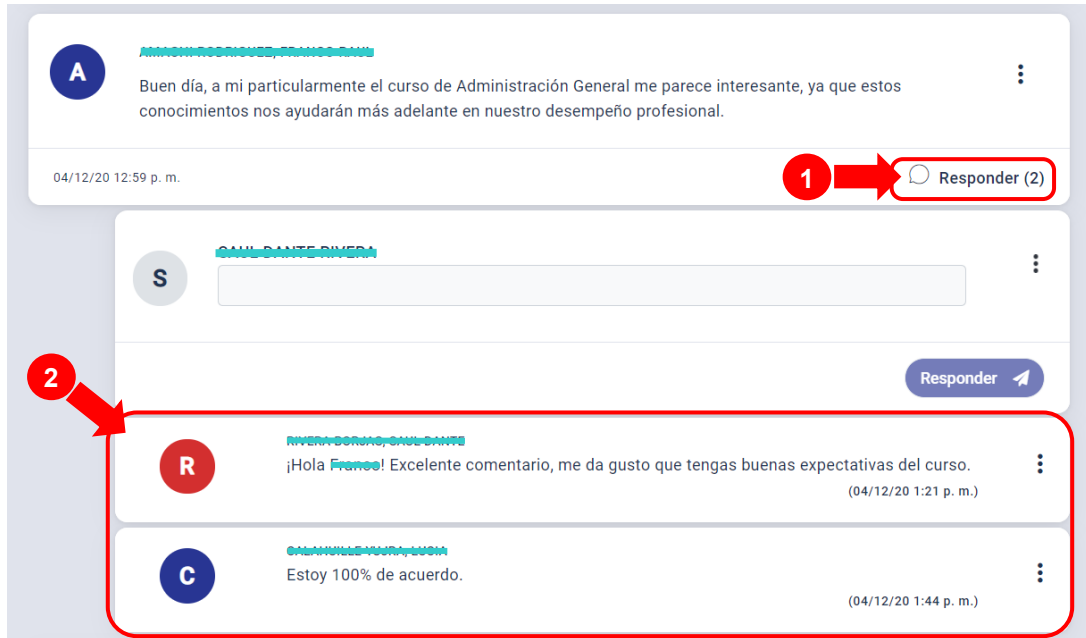 A
Buen día, a mi particularmente el curso de Administración General me parece interesante, ya que estos
conocimientos nos ayudarán más adelante en nuestro desempeño profesional.
04/12/20 12:59 p. m.
1
Responder (2)
S
Responder
2
R
¡Hola! Excelente comentario, me da gusto que tengas buenas expectativas del curso.
(04/12/20 1:21 p. m.)
C
Estoy 100% de acuerdo.
(04/12/20 1:44 p. m.)